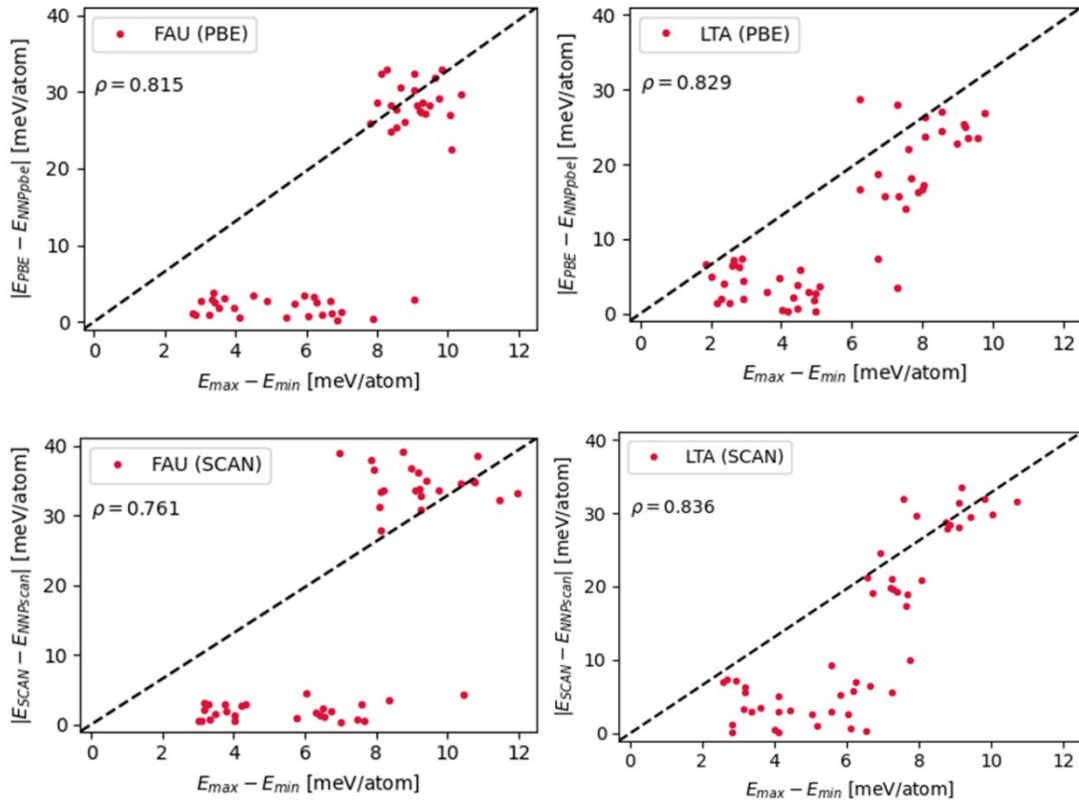 40
30
20
10
0
|E_PBE − E_NNPpbe| [meV/atom]
FAU (PBE)
ρ = 0.815
0 2 4 6 8 10 12
E_max − E_min [meV/atom]
40
30
20
10
0
|E_PBE − E_NNPpbe| [meV/atom]
LTA (PBE)
ρ = 0.829
0 2 4 6 8 10 12
E_max − E_min [meV/atom]
40
30
20
10
0
|E_SCAN − E_NNPscan| [meV/atom]
FAU (SCAN)
ρ = 0.761
0 2 4 6 8 10 12
E_max − E_min [meV/atom]
40
30
20
10
0
|E_SCAN − E_NNPscan| [meV/atom]
LTA (SCAN)
ρ = 0.836
0 2 4 6 8 10 12
E_max − E_min [meV/atom]